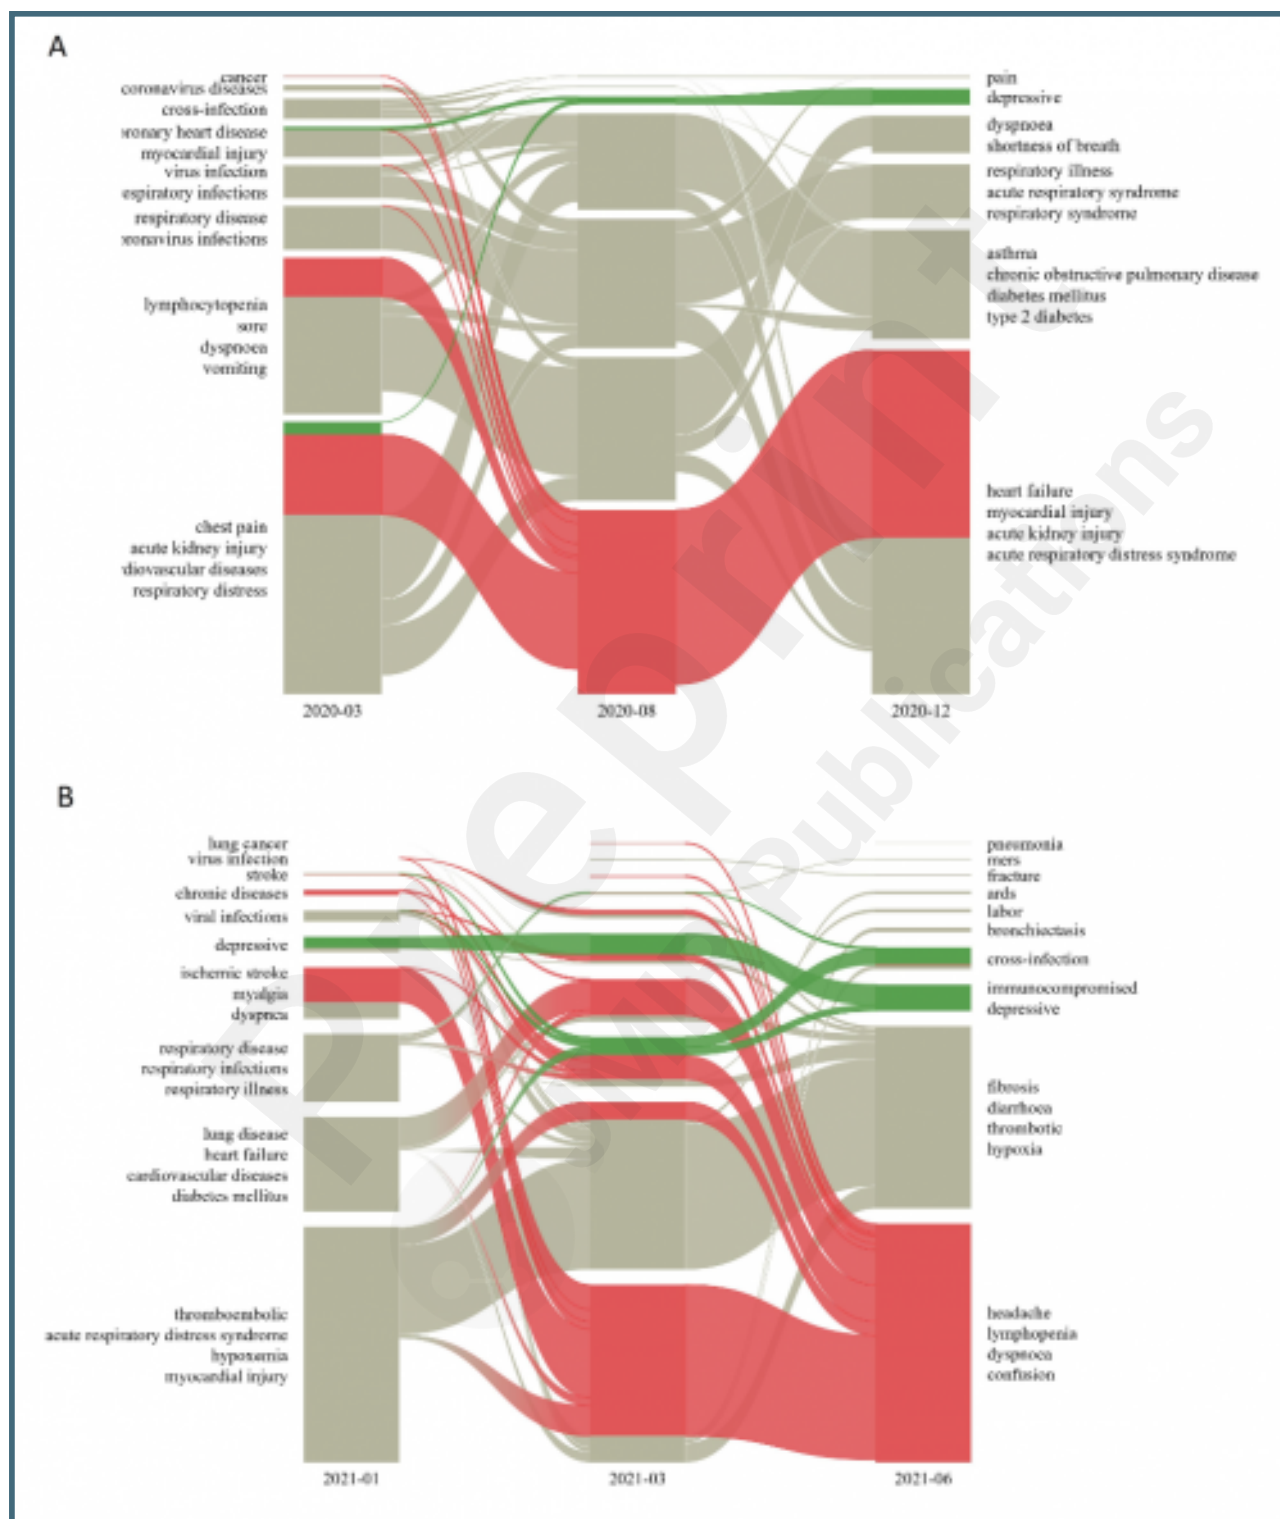 A
cancer
coronavirus diseases
cross-infection
oronary heart disease
myocardial injury
virus infection
espiratory infections
respiratory disease
oronavirus infections
lymphocytopenia
sore
dyspnoea
vomiting
chest pain
acute kidney injury
diovascular diseases
respiratory distress
pain
depressive
dyspnoea
shortness of breath
respiratory illness
acute respiratory syndrome
respiratory syndrome
asthma
chronic obstructive pulmonary disease
diabetes mellitus
type 2 diabetes
heart failure
myocardial injury
acute kidney injury
acute respiratory distress syndrome
2020-03
2020-08
2020-12
B
lung cancer
virus infection
stroke
chronic diseases
viral infections
depressive
ischemic stroke
myalgia
dyspnea
respiratory disease
respiratory infections
respiratory illness
lung disease
heart failure
cardiovascular diseases
diabetes mellitus
thromboembolic
acute respiratory distress syndrome
hypoxemia
myocardial injury
pneumonia
mers
fracture
ards
labor
bronchiectasis
cross-infection
immunocompromised
depressive
fibrosis
diarrhoea
thrombotic
hypoxia
headache
lymphopenia
dyspnoea
confusion
2021-01
2021-03
2021-06
Preprint
JMIR Publications